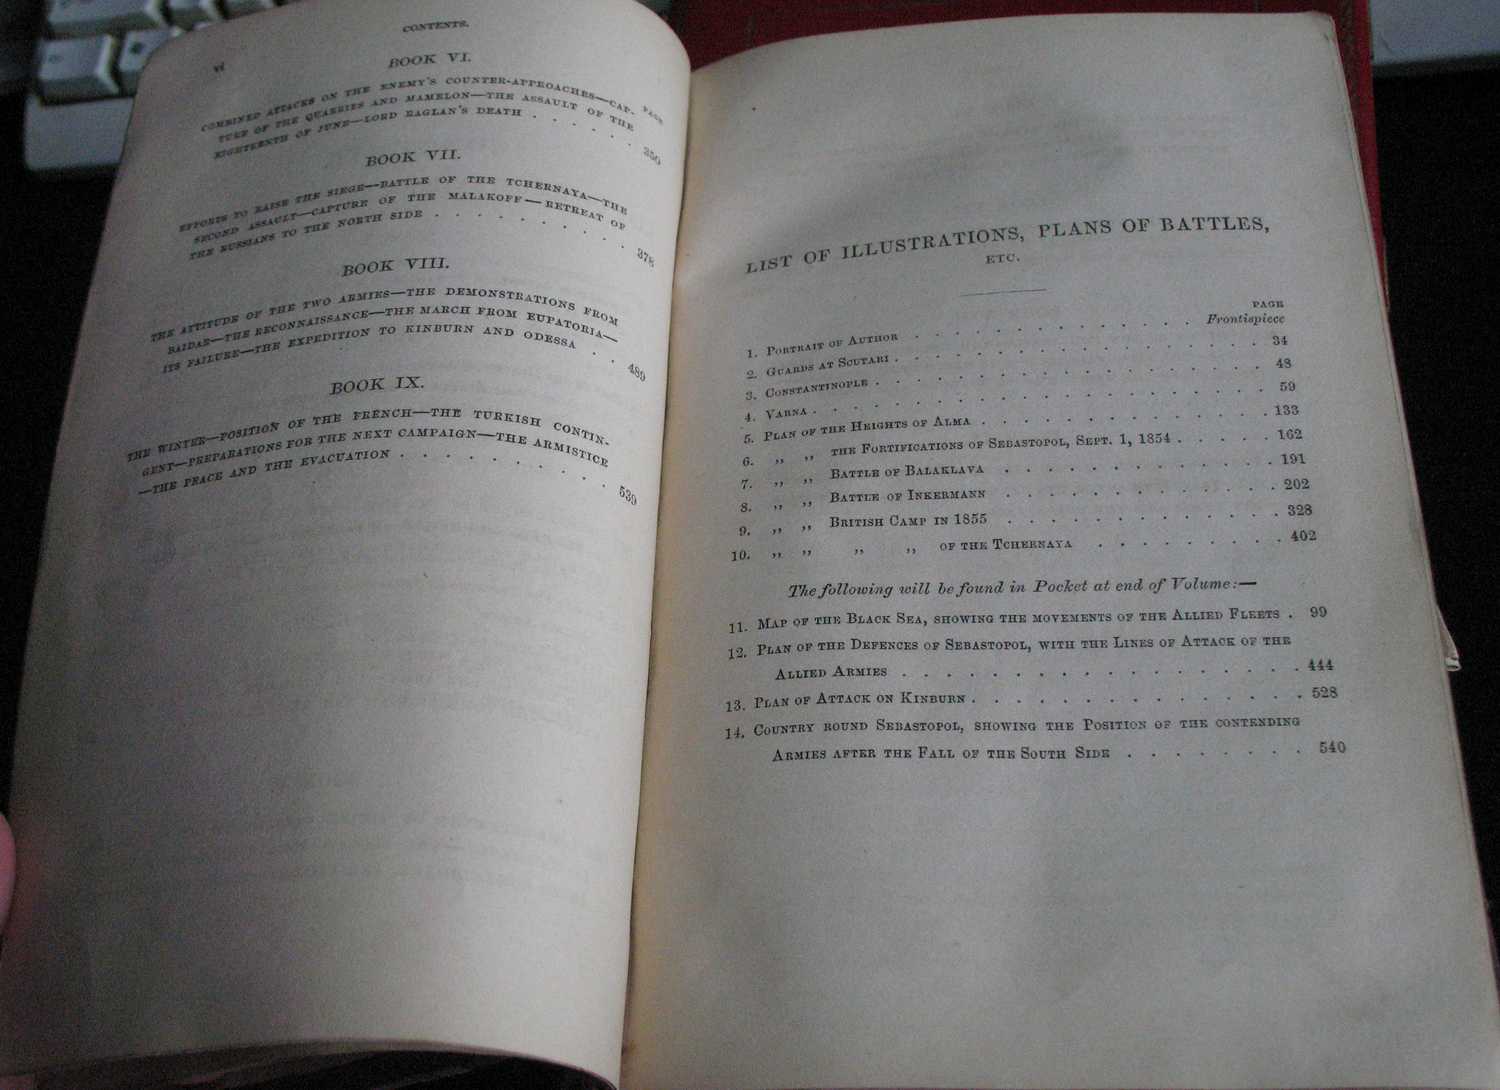 vi
CONTENTS.
BOOK VI.
PAGE
COMBINED ATTACKS ON THE ENEMY'S COUNTER-APPROACHES—CAP-
TURE OF THE QUARRIES AND MAMELON—THE ASSAULT OF THE
EIGHTEENTH OF JUNE—LORD RAGLAN'S DEATH . . . . . . 350
BOOK VII.
EFFORTS TO RAISE THE SIEGE—BATTLE OF THE TCHERNAYA—THE
SECOND ASSAULT—CAPTURE OF THE MALAKOFF—RETREAT OF
THE RUSSIANS TO THE NORTH SIDE . . . . . . . . . . 378
BOOK VIII.
THE ATTITUDE OF THE TWO ARMIES—THE DEMONSTRATIONS FROM
BAIDAR—THE RECONNAISSANCE—THE MARCH FROM EUPATORIA—
ITS FAILURE—THE EXPEDITION TO KINBURN AND ODESSA . . 489
BOOK IX.
THE WINTER—POSITION OF THE FRENCH—THE TURKISH CONTIN-
GENT—PREPARATIONS FOR THE NEXT CAMPAIGN—THE ARMISTICE
—THE PEACE AND THE EVACUATION . . . . . . . . . . 539
LIST OF ILLUSTRATIONS, PLANS OF BATTLES,
ETC.
PAGE
1. PORTRAIT OF AUTHOR . . . . . . . . . . . . Frontispiece
2. GUARDS AT SCUTARI . . . . . . . . . . . . . . 34
3. CONSTANTINOPLE . . . . . . . . . . . . . . . 48
4. VARNA . . . . . . . . . . . . . . . . . . 59
5. PLAN OF THE HEIGHTS OF ALMA . . . . . . . . . . . 133
6. ,, ,, THE FORTIFICATIONS OF SEBASTOPOL, SEPT. 1, 1854 . . . . . 162
7. ,, ,, BATTLE OF BALAKLAVA . . . . . . . . . . . 191
8. ,, ,, BATTLE OF INKERMANN . . . . . . . . . . . 202
9. ,, ,, BRITISH CAMP IN 1855 . . . . . . . . . . . 328
10. ,, ,, ,, ,, OF THE TCHERNAYA . . . . . . . . 402
The following will be found in Pocket at end of Volume:—
11. MAP OF THE BLACK SEA, SHOWING THE MOVEMENTS OF THE ALLIED FLEETS . 99
12. PLAN OF THE DEFENCES OF SEBASTOPOL, WITH THE LINES OF ATTACK OF THE
ALLIED ARMIES . . . . . . . . . . . . . . 444
13. PLAN OF ATTACK ON KINBURN . . . . . . . . . . . . 528
14. COUNTRY ROUND SEBASTOPOL, SHOWING THE POSITION OF THE CONTENDING
ARMIES AFTER THE FALL OF THE SOUTH SIDE . . . . . . . . 540